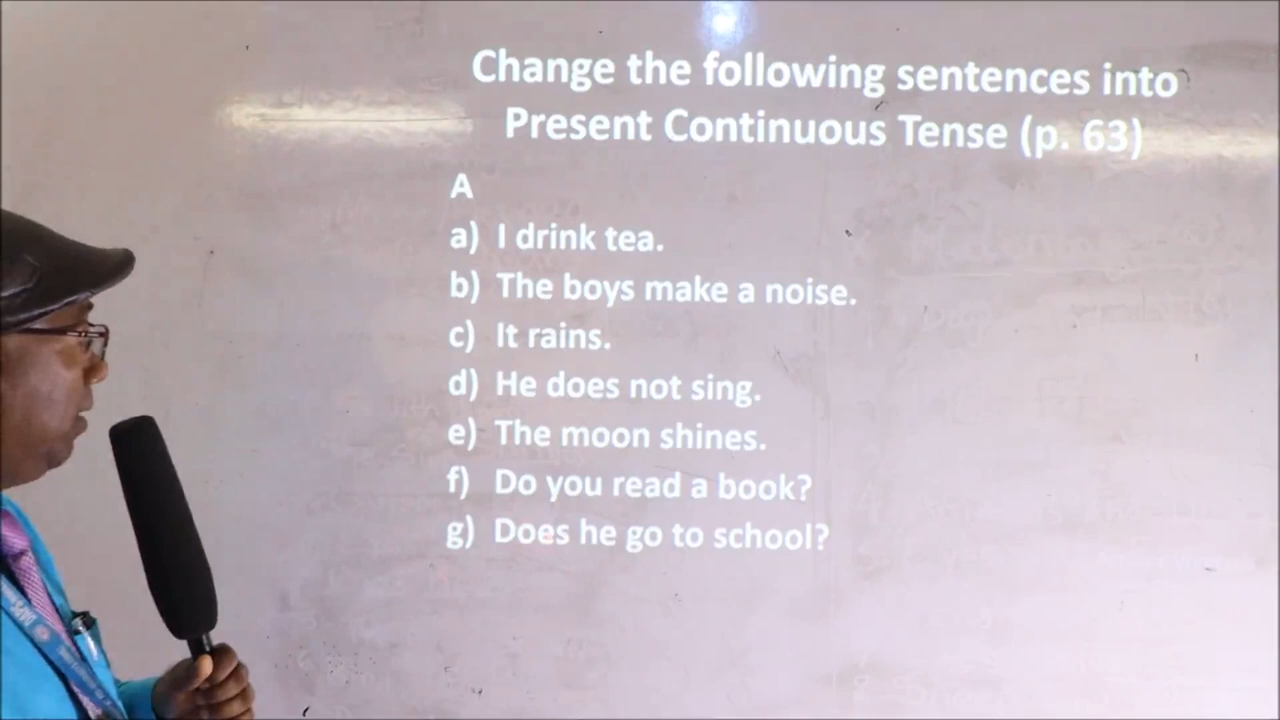 Change the following sentences into
Present Continuous Tense (p. 63)
A
a) I drink tea.
b) The boys make a noise.
c) It rains.
d) He does not sing.
e) The moon shines.
f) Do you read a book?
g) Does he go to school?